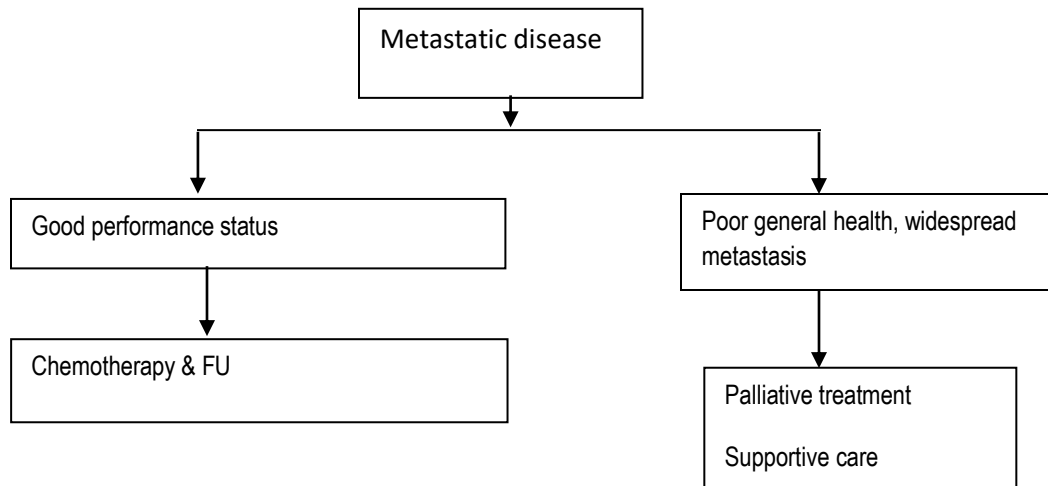 Metastatic disease
Good performance status
Poor general health, widespread
metastasis
Chemotherapy & FU
Palliative treatment
Supportive care